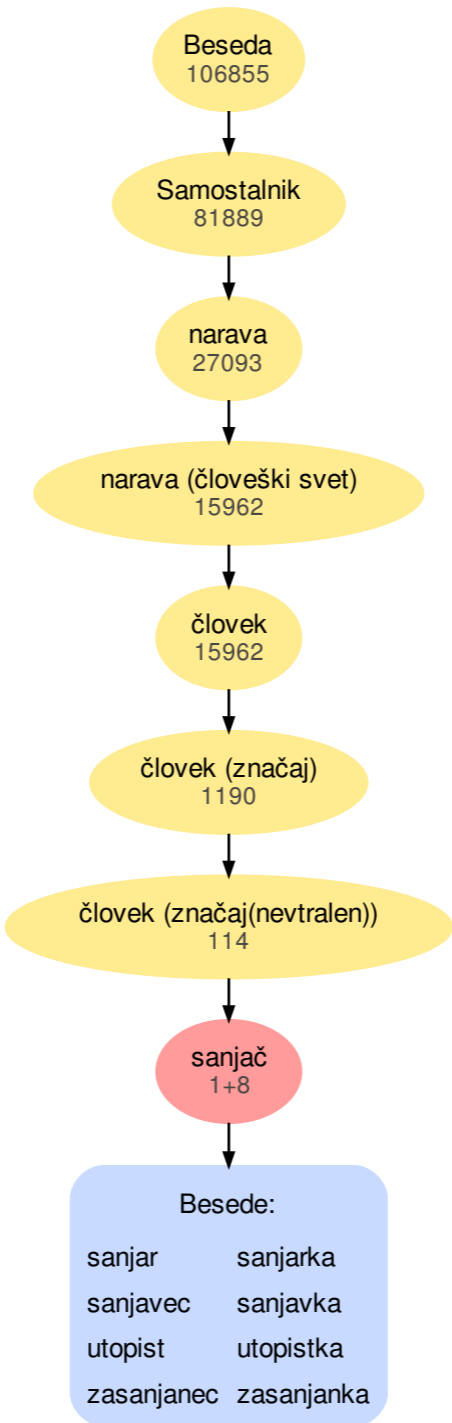 Beseda
106855
Samostalnik
81889
narava
27093
narava (človeški svet)
15962
človek
15962
človek (značaj)
1190
človek (značaj(nevtralen))
114
sanjač
1+8
Besede:
sanjar sanjarka
sanjavec sanjavka
utopist utopistka
zasanjanec zasanjanka